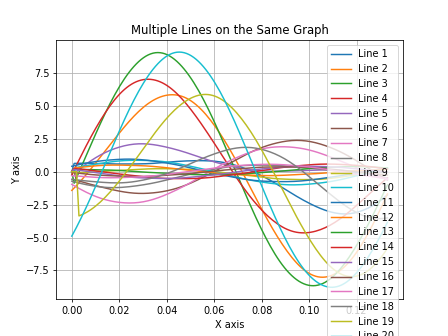 Multiple Lines on the Same Graph
Y axis
7.5
5.0
2.5
0.0
−2.5
−5.0
−7.5
0.00
0.02
0.04
0.06
0.08
0.10
X axis
Line 1
Line 2
Line 3
Line 4
Line 5
Line 6
Line 7
Line 8
Line 9
Line 10
Line 11
Line 12
Line 13
Line 14
Line 15
Line 16
Line 17
Line 18
Line 19
Line 20